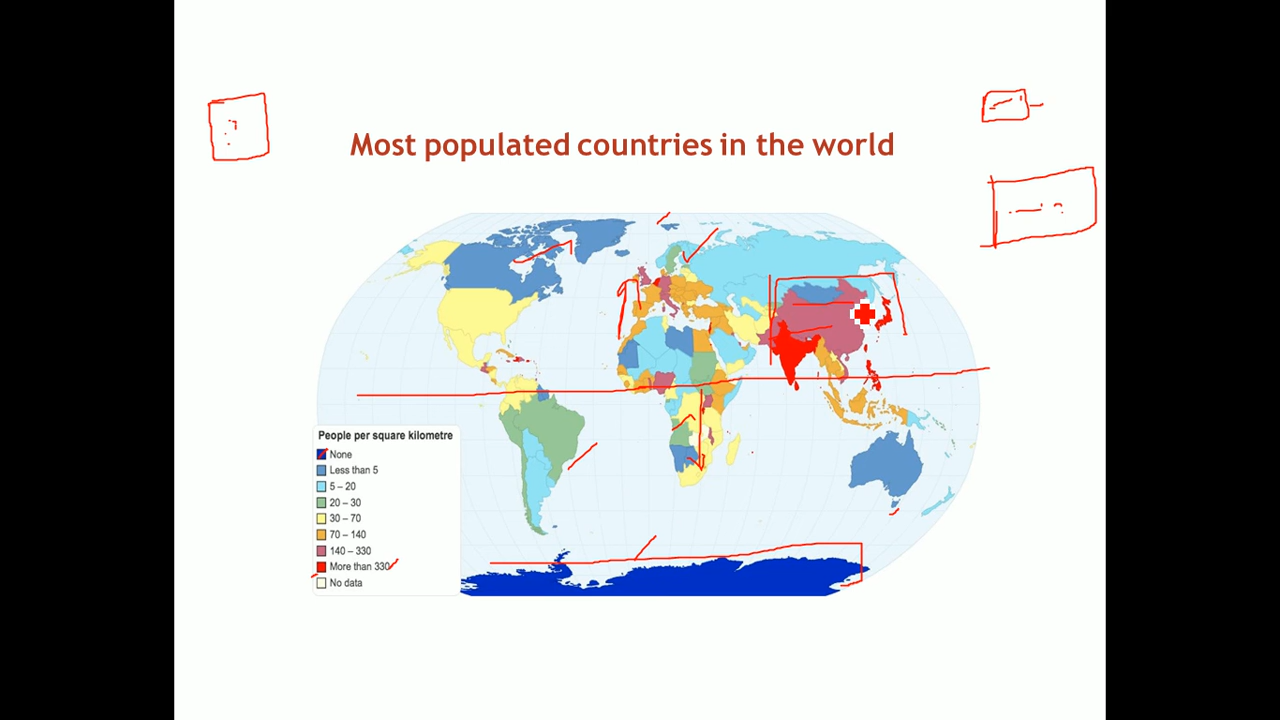 Most populated countries in the world
People per square kilometre
None
Less than 5
5 – 20
20 – 30
30 – 70
70 – 140
140 – 330
More than 330
No data